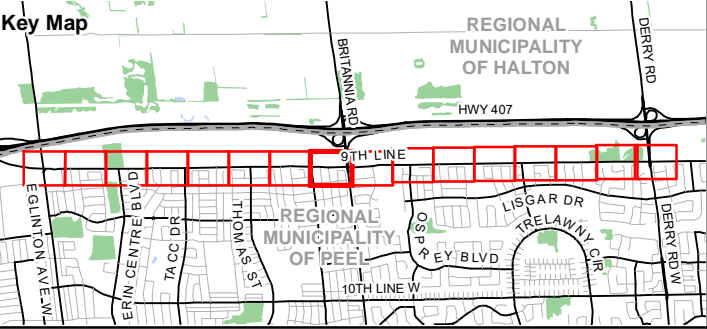 Key Map
REGIONAL
MUNICIPALITY
OF HALTON
BRITANNIA RD
DERRY RD
HWY 407
9TH LINE
EGLINTON AVE W
ERIN CENTRE BLVD
TACC DR
THOMAS ST
REGIONAL
MUNICIPALITY
OF PEEL
OSPREY BLVD
LISGAR DR
TRELAWNY CIR
DERRY RD W
10TH LINE W